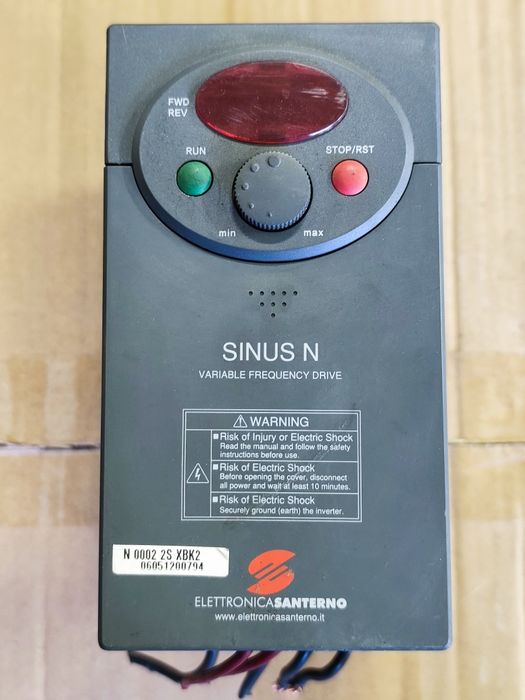 FWD
REV
RUN
STOP/RST
min
max
SINUS N
VARIABLE FREQUENCY DRIVE
WARNING
Risk of Injury or Electric Shock
Read the manual and follow the safety
instructions before use.
Risk of Electric Shock
Before opening the cover, disconnect
all power and wait at least 10 minutes.
Risk of Electric Shock
Securely ground (earth) the inverter.
N 0002 2S XBK2
06051200794
ELETTRONICASANTERNO
www.elettronicasanterno.it